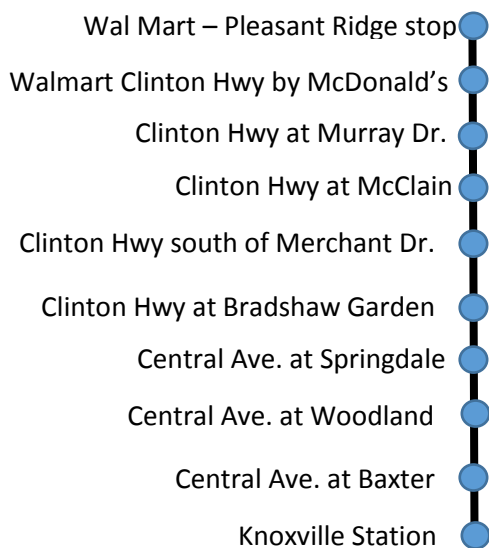 Wal Mart – Pleasant Ridge stop
Walmart Clinton Hwy by McDonald’s
Clinton Hwy at Murray Dr.
Clinton Hwy at McClain
Clinton Hwy south of Merchant Dr.
Clinton Hwy at Bradshaw Garden
Central Ave. at Springdale
Central Ave. at Woodland
Central Ave. at Baxter
Knoxville Station